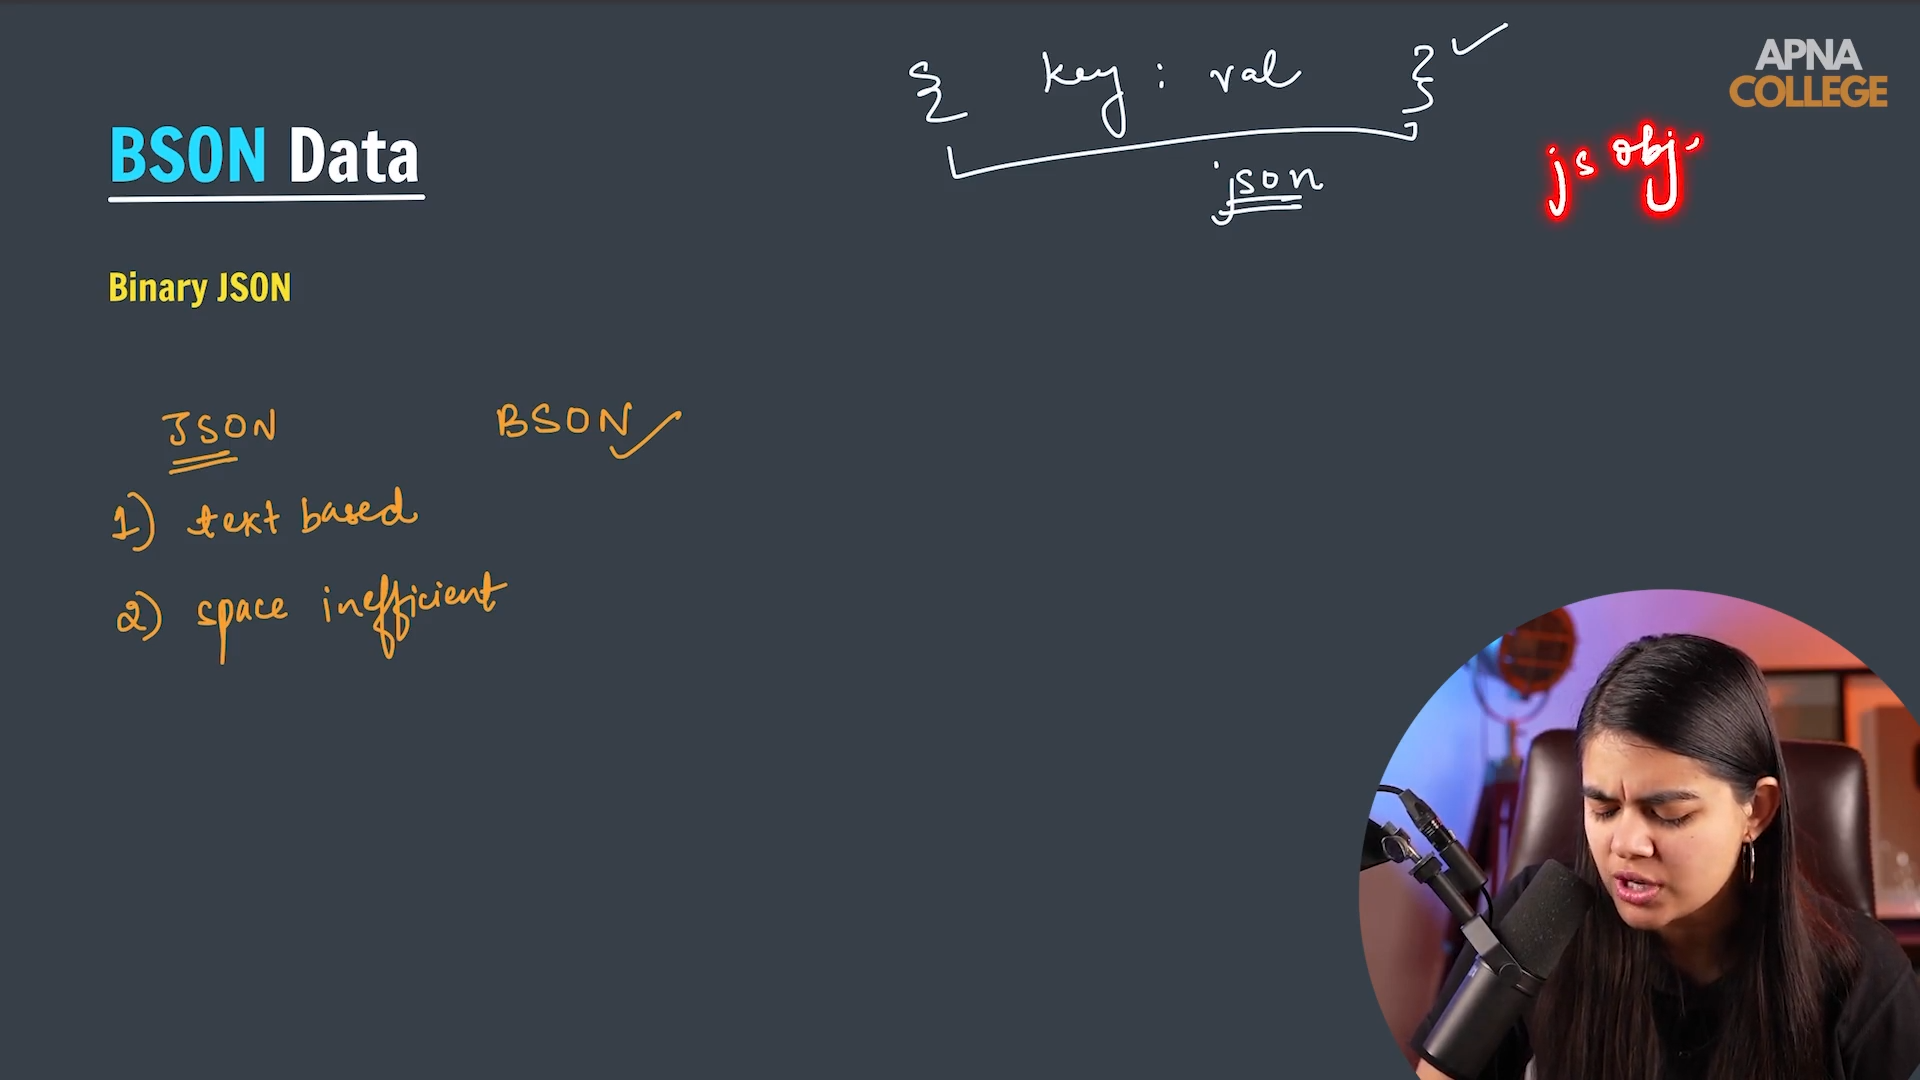 { key : val }
APNA
COLLEGE
BSON Data
json
js obj.
Binary JSON
JSON BSON
1) text based
2) space inefficient